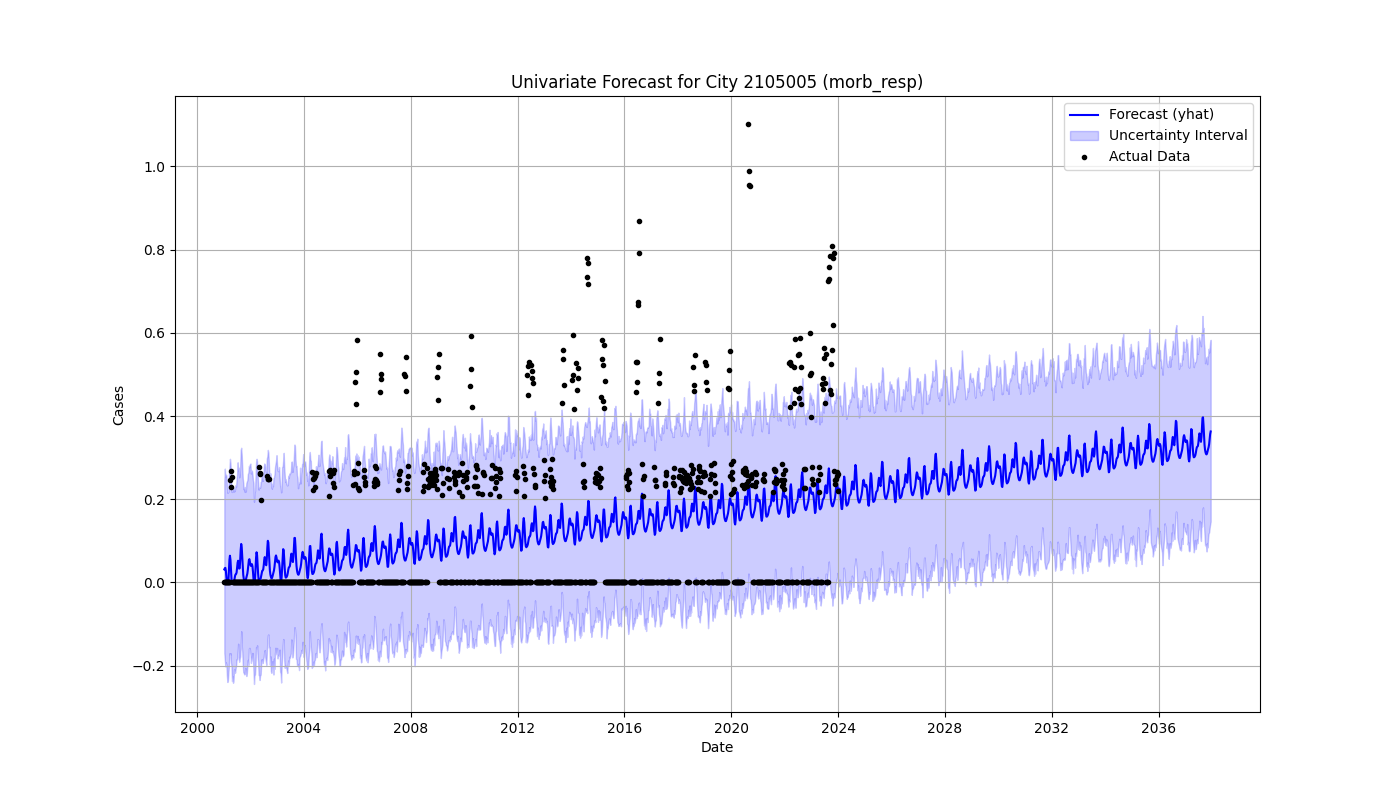 Univariate Forecast for City 2105005 (morb_resp)
Forecast (yhat)
Uncertainty Interval
Actual Data
Cases
1.0
0.8
0.6
0.4
0.2
0.0
−0.2
2000 2004 2008 2012 2016 2020 2024 2028 2032 2036
Date